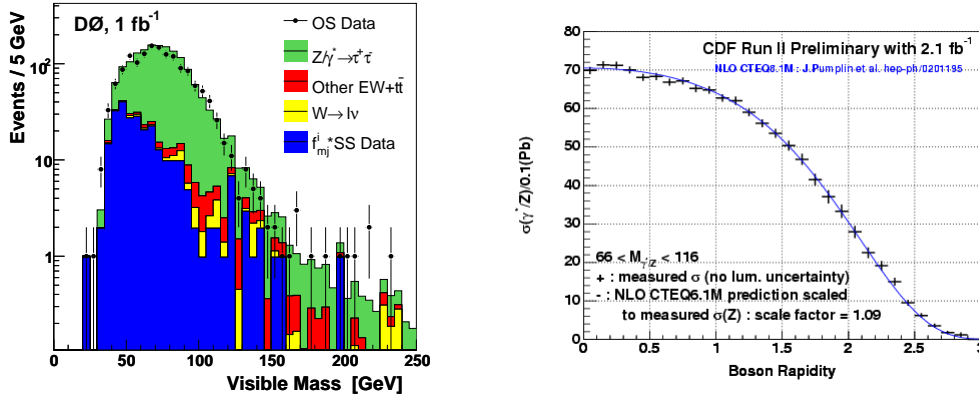 DØ, 1 fb⁻¹
OS Data
Z/γ*→τ⁺τ⁻
Other EW+tt̄
W→lν
fⁱmj*SS Data
Events / 5 GeV
10²
10
1
0 50 100 150 200 250
Visible Mass [GeV]
CDF Run II Preliminary with 2.1 fb⁻¹
NLO CTEQ6.1M : J.Pumplin et al. hep-ph/0201195
σ(γ*/Z)/0.1(Pb)
80
70
60
50
40
30
20
10
0
66 < Mγ/Z < 116
+ : measured σ (no lum. uncertainty)
- : NLO CTEQ6.1M prediction scaled
to measured σ(Z) : scale factor = 1.09
0 0.5 1 1.5 2 2.5 3
Boson Rapidity